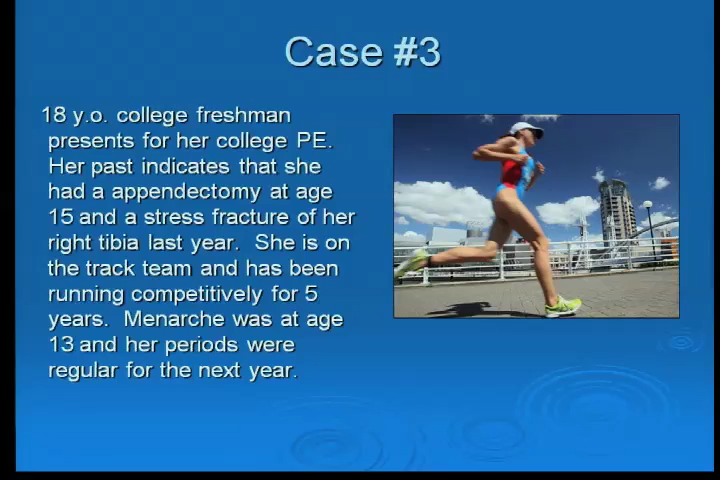 Case #3
18 y.o. college freshman
presents for her college PE.
Her past indicates that she
had a appendectomy at age
15 and a stress fracture of her
right tibia last year. She is on
the track team and has been
running competitively for 5
years. Menarche was at age
13 and her periods were
regular for the next year.